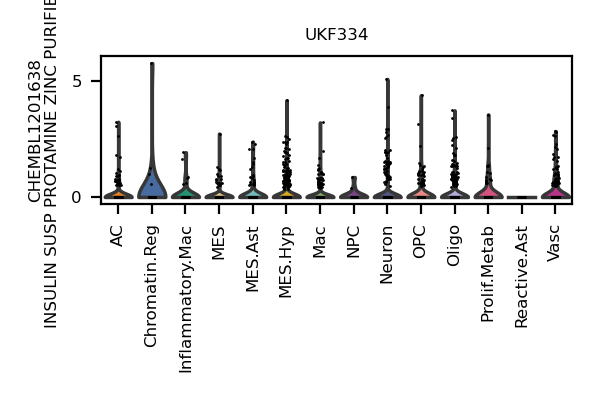 UKF334
CHEMBL1201638
INSULIN SUSP PROTAMINE ZINC PURIFIE
5
0
AC
Chromatin.Reg
Inflammatory.Mac
MES
MES.Ast
MES.Hyp
Mac
NPC
Neuron
OPC
Oligo
Prolif.Metab
Reactive.Ast
Vasc